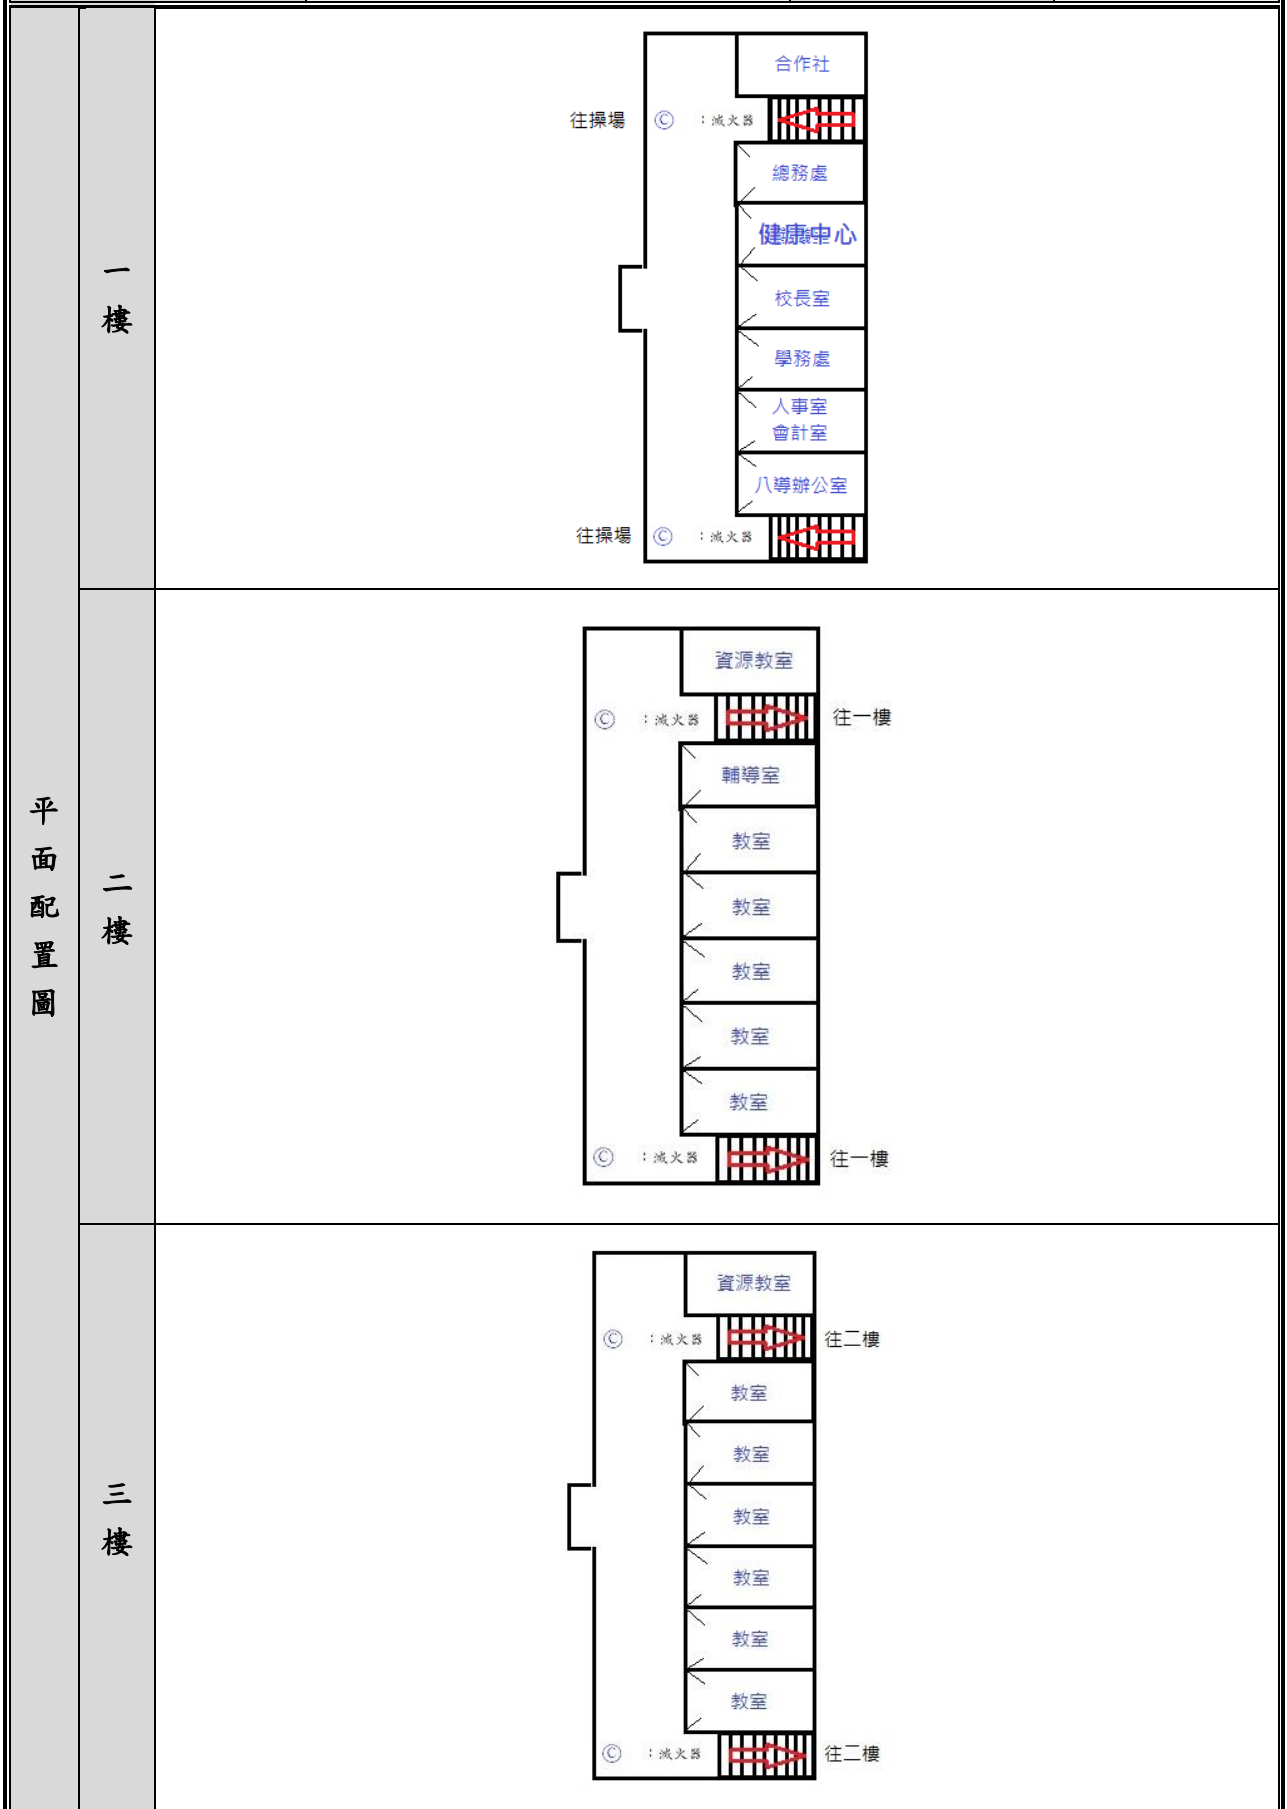 平面配置圖
一樓
合作社
往操場 Ⓒ ：滅火器
總務處
健康中心
校長室
學務處
人事室
會計室
八導辦公室
往操場 Ⓒ ：滅火器
二樓
資源教室
Ⓒ ：滅火器 往一樓
輔導室
教室
教室
教室
教室
教室
Ⓒ ：滅火器 往一樓
三樓
資源教室
Ⓒ ：滅火器 往二樓
教室
教室
教室
教室
教室
教室
Ⓒ ：滅火器 往二樓